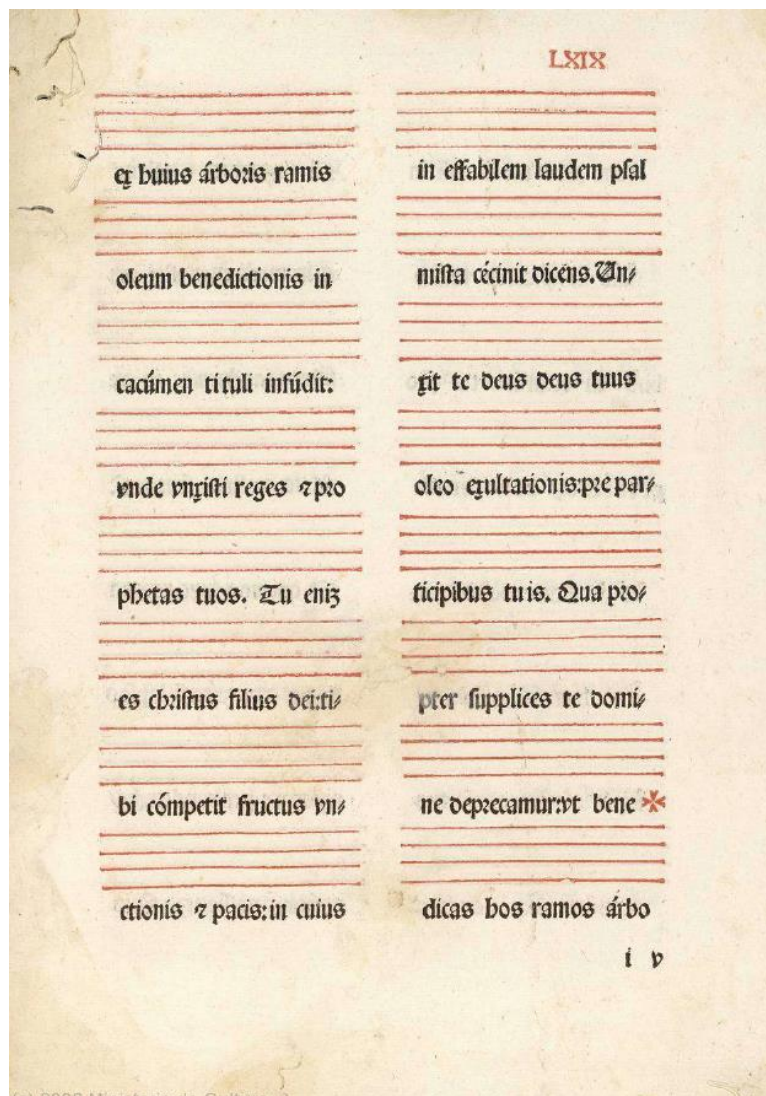 LXIX
ex huius árboris ramis
oleum benedictionis in
cacúmen tituli infúdit:
vnde vnxisti reges ⁊ pro
phetas tuos. Tu eniʒ
es christus filius dei:ti⸗
bi cómpetit fructus vn⸗
ctionis ⁊ pacis:in cuius
in effabilem laudem psal
mista cécinit dicens.Un⸗
xit te deus deus tuus
oleo exultationis:pre par⸗
ticipibus tuis. Qua pro⸗
pter supplices te domi⸗
ne deprecamur:vt bene ✠
dicas hos ramos árbo
i v